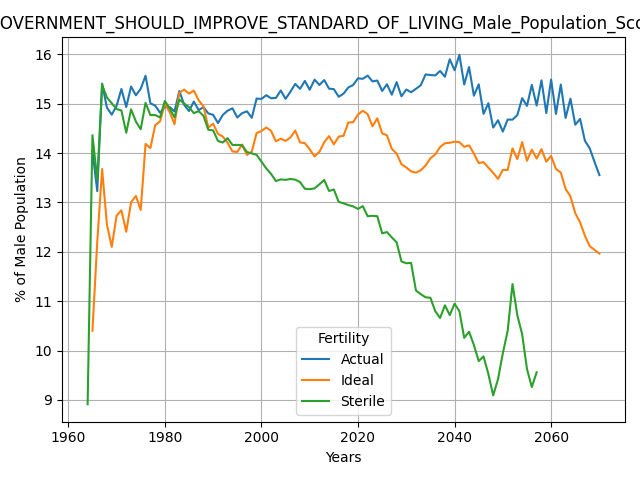 OVERNMENT_SHOULD_IMPROVE_STANDARD_OF_LIVING_Male_Population_Sco
16
15
14
13
12
11
10
9
% of Male Population
Fertility
Actual
Ideal
Sterile
1960 1980 2000 2020 2040 2060
Years